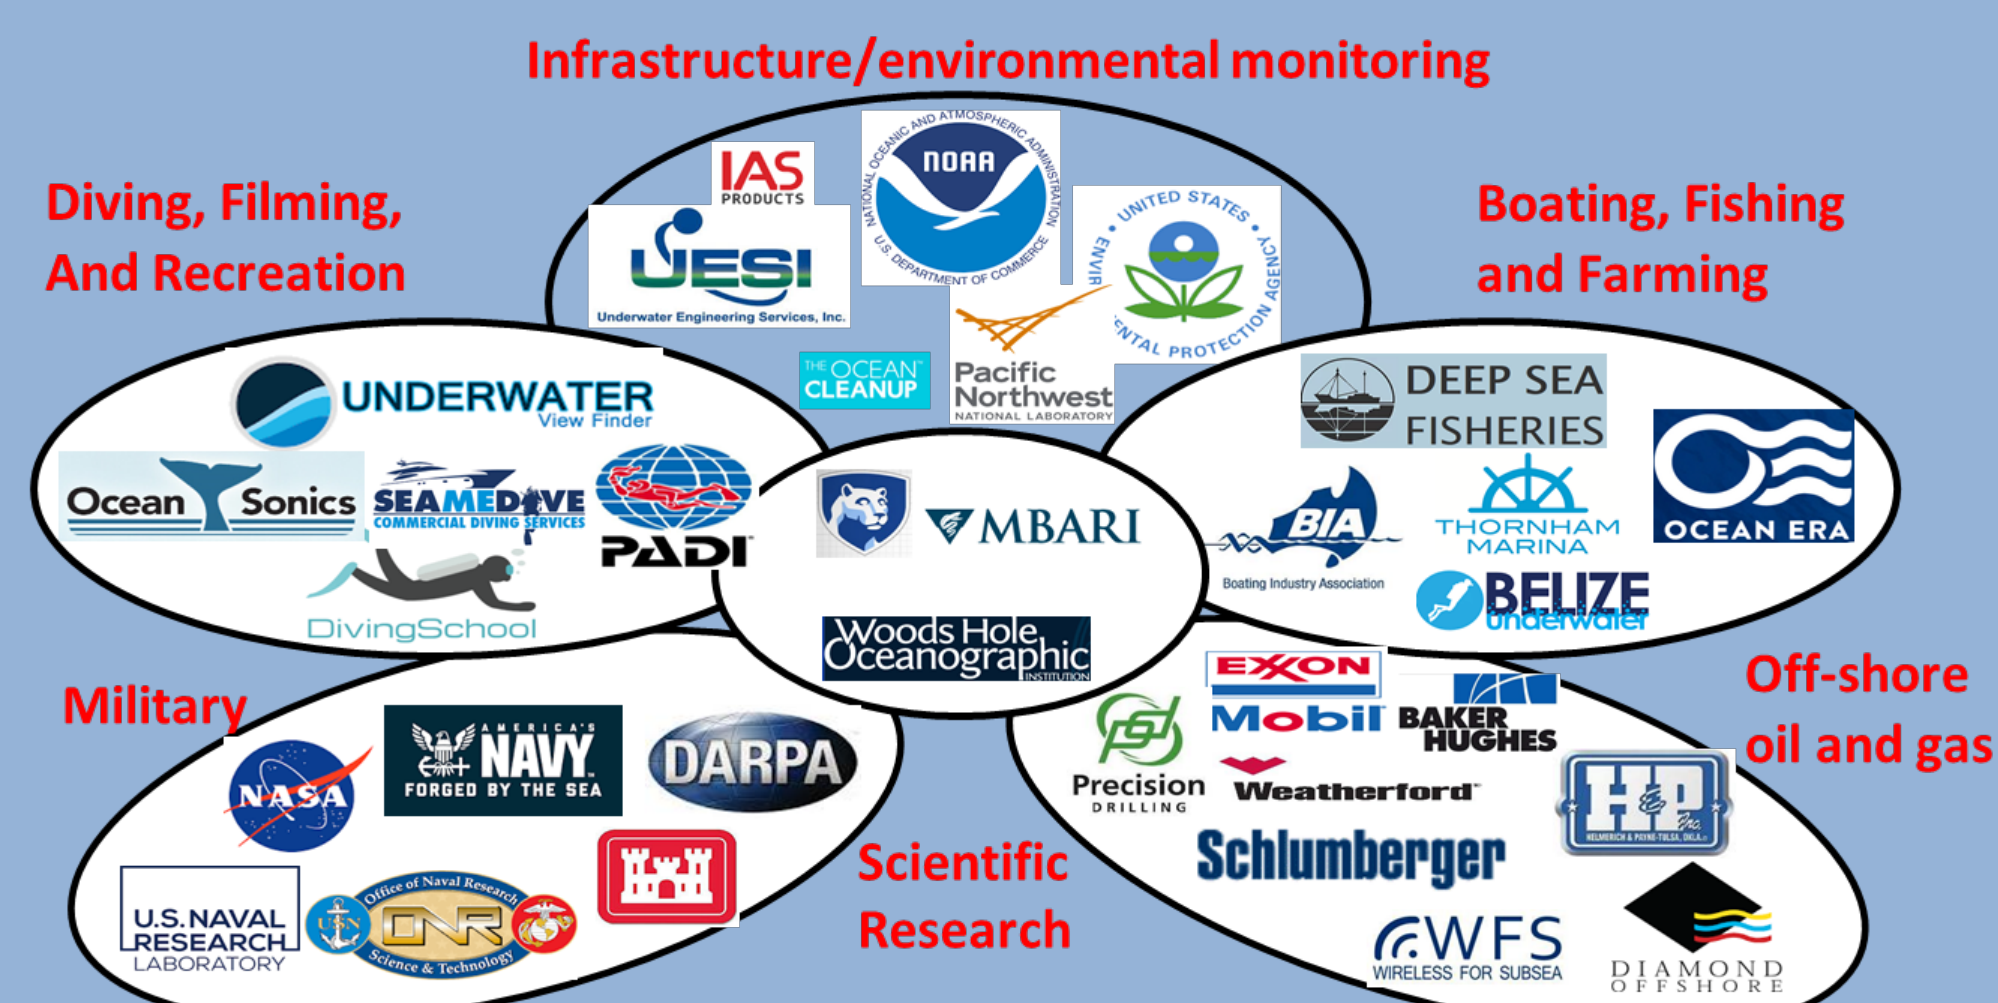 Infrastructure/environmental monitoring
Diving, Filming,
And Recreation
Boating, Fishing
and Farming
IAS
PRODUCTS
NATIONAL OCEANIC AND ATMOSPHERIC ADMINISTRATION
NOAA
U.S. DEPARTMENT OF COMMERCE
UESI
Underwater Engineering Services, Inc.
UNITED STATES
ENVIR
ENTAL PROTECTION AGENCY
THE OCEAN™
CLEANUP
Pacific
Northwest
NATIONAL LABORATORY
UNDERWATER
View Finder
Ocean Sonics
SEAMEDIVE
COMMERCIAL DIVING SERVICES
PADI
DivingSchool
MBARI
Woods Hole
Oceanographic
INSTITUTION
DEEP SEA
FISHERIES
OCEAN ERA
BIA
Boating Industry Association
THORNHAM
MARINA
BELIZE
underwater
Military
NASA
AMERICA'S
NAVY
FORGED BY THE SEA
DARPA
U.S. NAVAL
RESEARCH
LABORATORY
Office of Naval Research
USN
ONR
Science & Technology
Scientific
Research
Off-shore
oil and gas
EXXON
Mobil
BAKER
HUGHES
Precision
DRILLING
Weatherford
H&P
Inc.
HELMERICH & PAYNE-TULSA, OKLA.
Schlumberger
WFS
WIRELESS FOR SUBSEA
DIAMOND
OFFSHORE